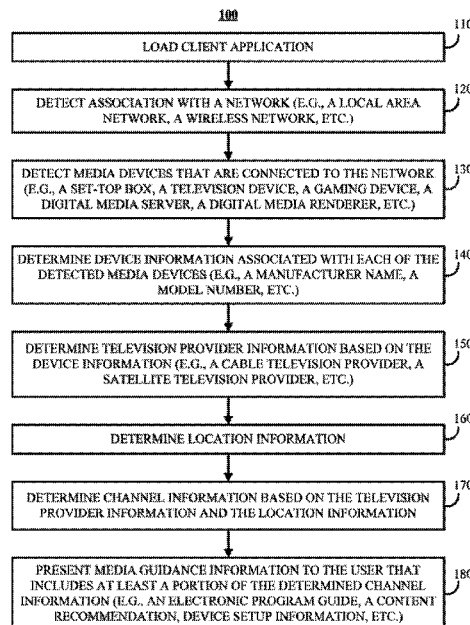 100
110
LOAD CLIENT APPLICATION
120
DETECT ASSOCIATION WITH A NETWORK (E.G., A LOCAL AREA
NETWORK, A WIRELESS NETWORK, ETC.)
130
DETECT MEDIA DEVICES THAT ARE CONNECTED TO THE NETWORK
(E.G., A SET-TOP BOX, A TELEVISION DEVICE, A GAMING DEVICE, A
DIGITAL MEDIA SERVER, A DIGITAL MEDIA RENDERER, ETC.)
140
DETERMINE DEVICE INFORMATION ASSOCIATED WITH EACH OF THE
DETECTED MEDIA DEVICES (E.G., A MANUFACTURER NAME, A
MODEL NUMBER, ETC.)
150
DETERMINE TELEVISION PROVIDER INFORMATION BASED ON THE
DEVICE INFORMATION (E.G., A CABLE TELEVISION PROVIDER, A
SATELLITE TELEVISION PROVIDER, ETC.)
160
DETERMINE LOCATION INFORMATION
170
DETERMINE CHANNEL INFORMATION BASED ON THE TELEVISION
PROVIDER INFORMATION AND THE LOCATION INFORMATION
180
PRESENT MEDIA GUIDANCE INFORMATION TO THE USER THAT
INCLUDES AT LEAST A PORTION OF THE DETERMINED CHANNEL
INFORMATION (E.G., AN ELECTRONIC PROGRAM GUIDE, A CONTENT
RECOMMENDATION, DEVICE SETUP INFORMATION, ETC.)